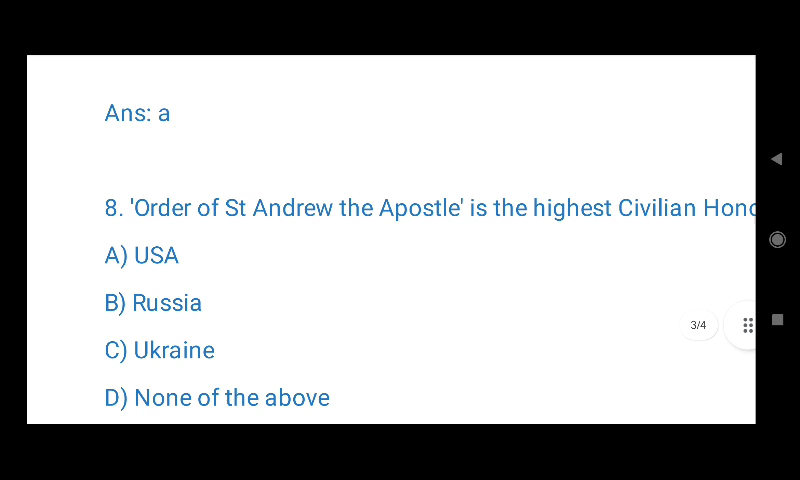 Ans: a
8. 'Order of St Andrew the Apostle' is the highest Civilian
A) USA
B) Russia
C) Ukraine
3/4
D) None of the above